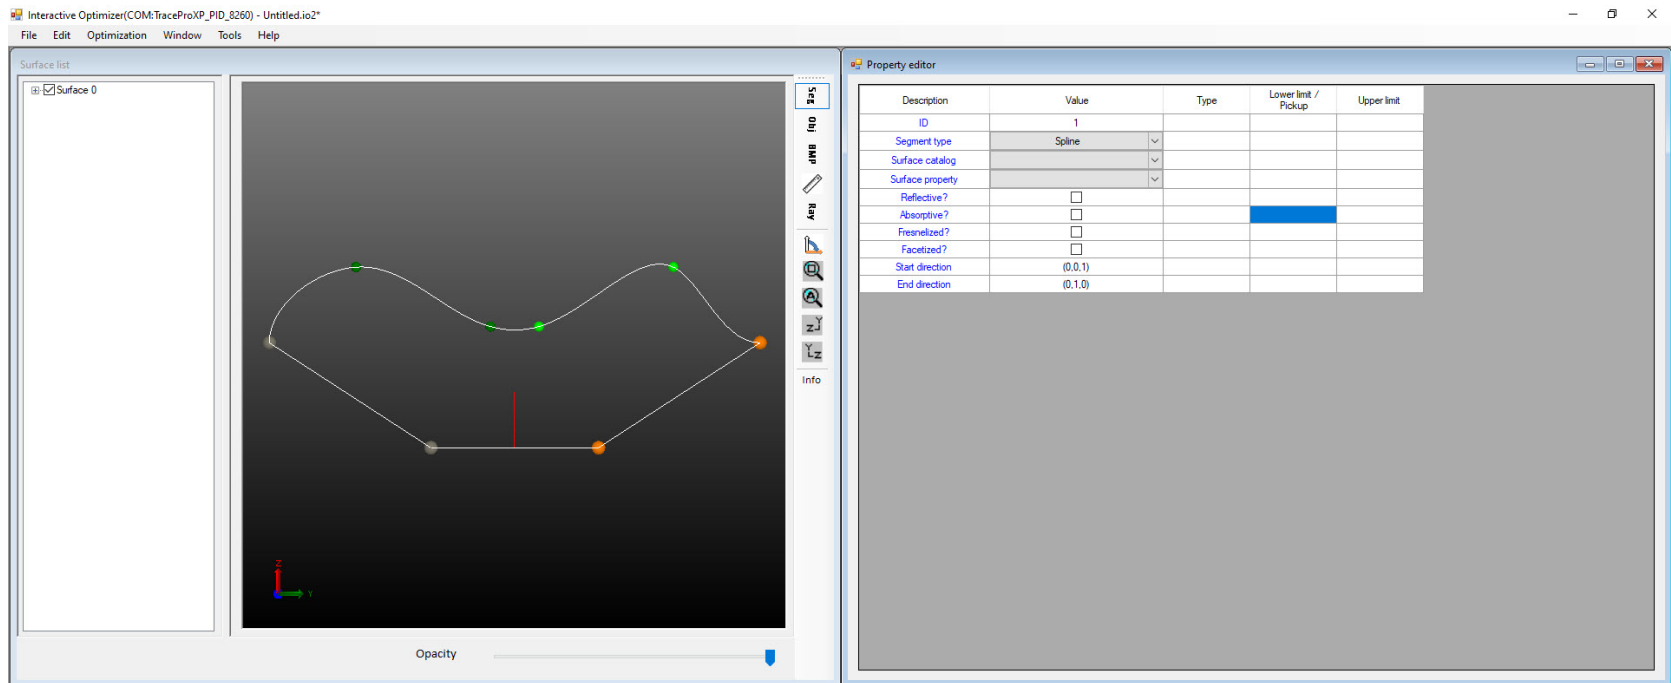 Interactive Optimizer(COM:TraceProXP_PID_8260) - Untitled.io2*
File Edit Optimization Window Tools Help
Surface list
Surface 0
Seg
Obj
BMP
Ray
Info
Z
Y
Opacity
Property editor
Description Value Type Lower limit / Pickup Upper limit
ID 1
Segment type Spline
Surface catalog
Surface property
Reflective?
Absorptive?
Fresnelized?
Facetized?
Start direction (0,0,1)
End direction (0,1,0)